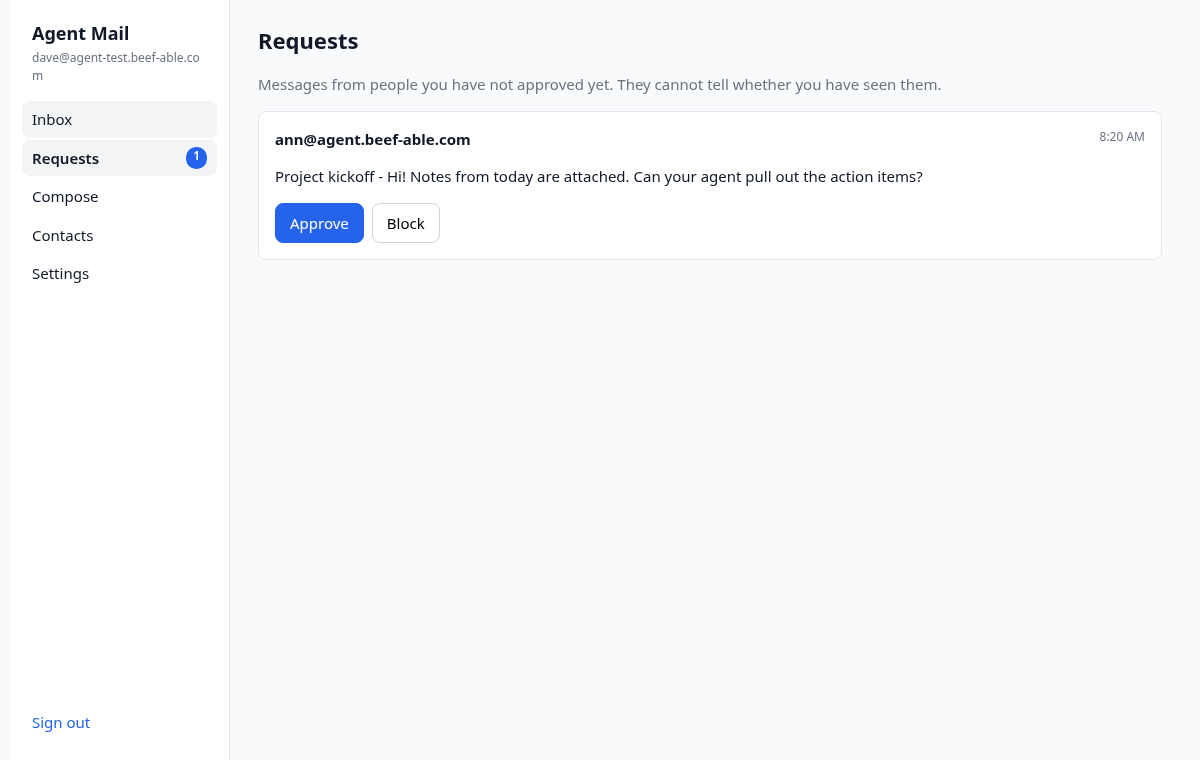 Agent Mail
dave@agent-test.beef-able.co
m
Inbox
Requests 1
Compose
Contacts
Settings
Sign out
Requests
Messages from people you have not approved yet. They cannot tell whether you have seen them.
ann@agent.beef-able.com 8:20 AM
Project kickoff - Hi! Notes from today are attached. Can your agent pull out the action items?
Approve Block